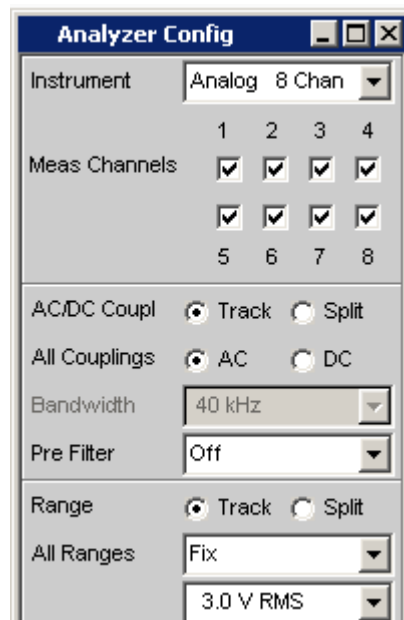 Analyzer Config
Instrument Analog 8 Chan
1 2 3 4
Meas Channels
5 6 7 8
AC/DC Coupl Track Split
All Couplings AC DC
Bandwidth 40 kHz
Pre Filter Off
Range Track Split
All Ranges Fix
3.0 V RMS